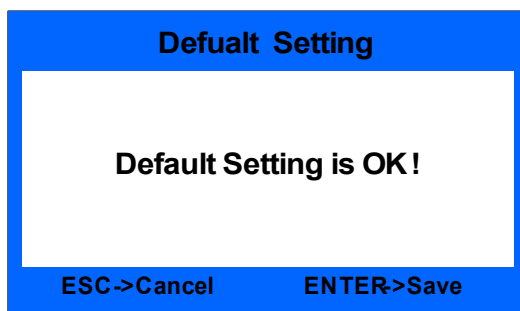 Defualt Setting
Default Setting is OK!
ESC->Cancel ENTER->Save